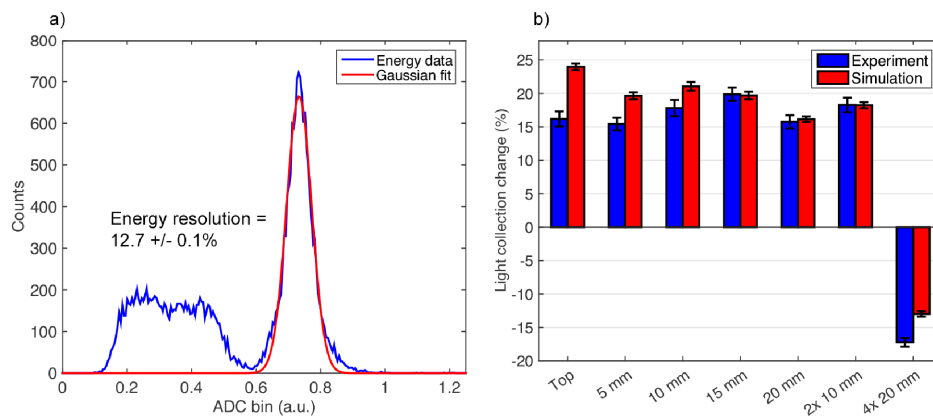 a)
800
700
600
500
400
300
200
100
0
Counts
0 0.2 0.4 0.6 0.8 1 1.2
ADC bin (a.u.)
Energy data
Gaussian fit
Energy resolution =
12.7 +/- 0.1%
b)
25
20
15
10
5
0
-5
-10
-15
-20
Light collection change (%)
Experiment
Simulation
Top
5 mm
10 mm
15 mm
20 mm
2x 10 mm
4x 20 mm